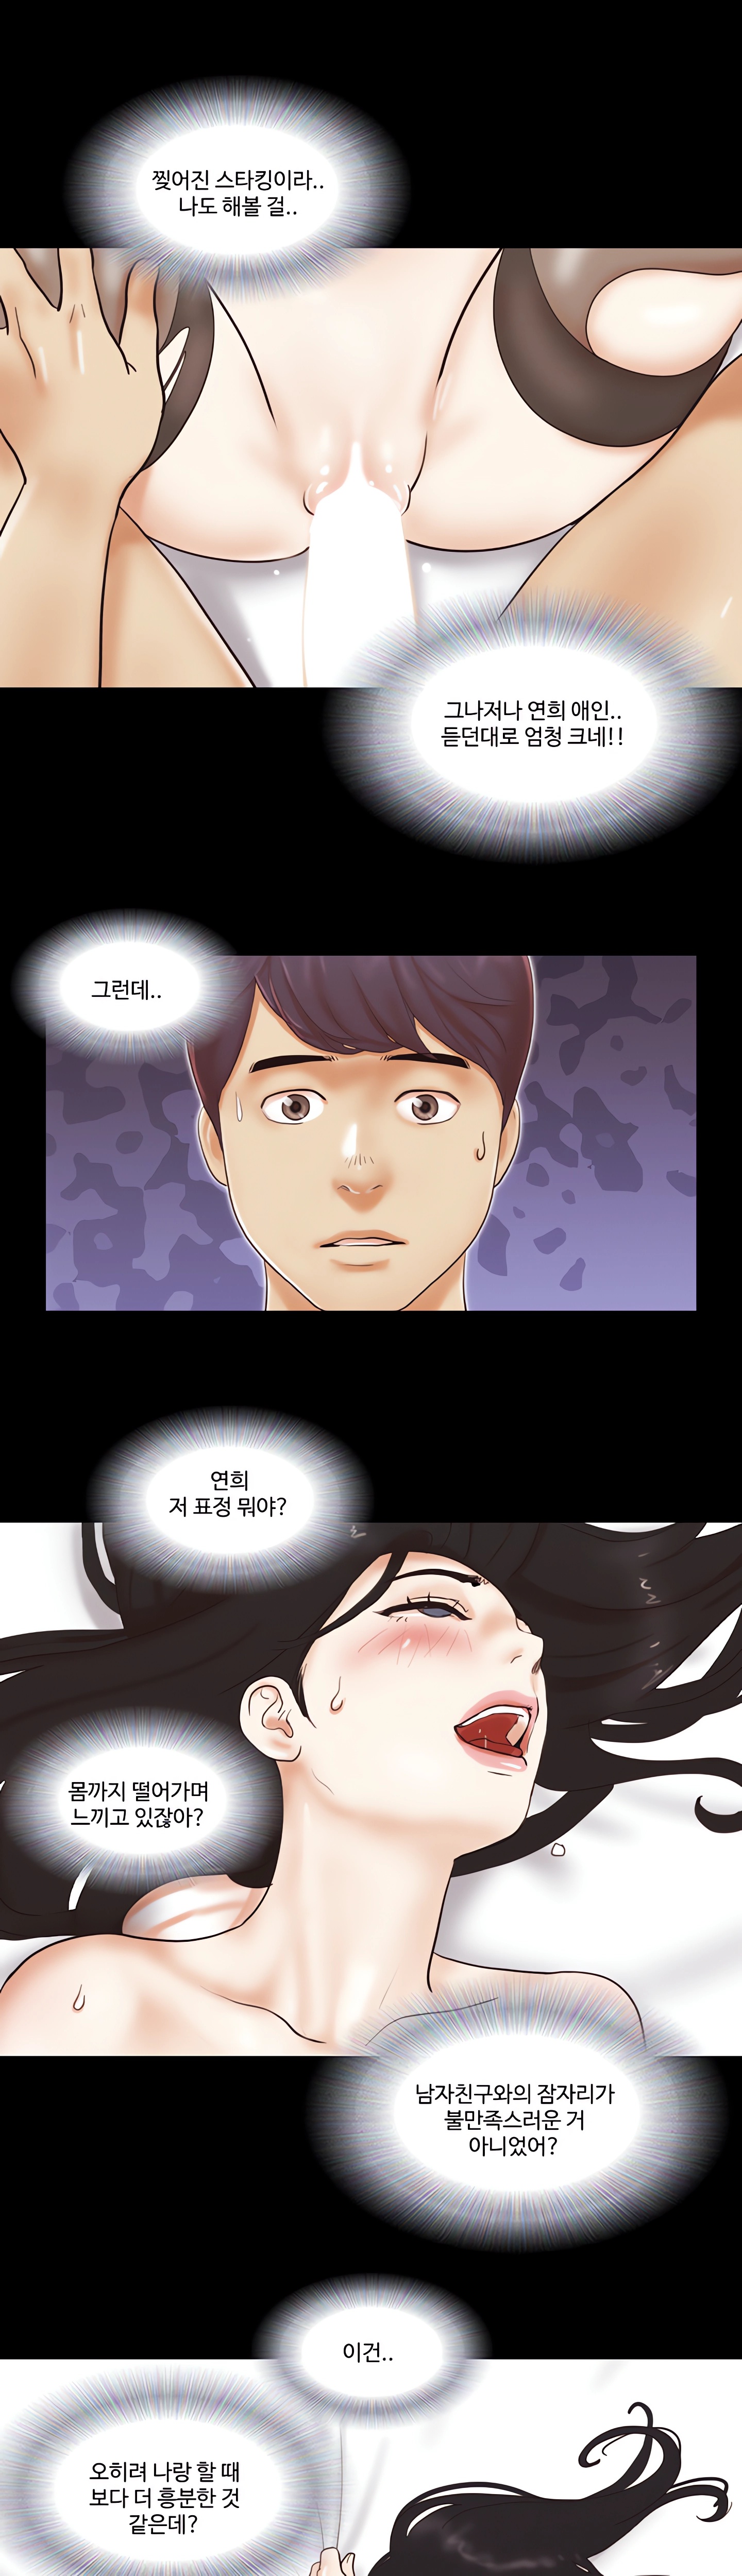 찢어진 스타킹이라..
나도 해볼 걸..
그나저나 연희 애인..
듣던대로 엄청 크네!!
그런데..
연희
저 표정 뭐야?
몸까지 떨어가며
느끼고 있잖아?
남자친구와의 잠자리가
불만족스러운 거
아니었어?
이건..
오히려 나랑 할 때
보다 더 흥분한 것
같은데?